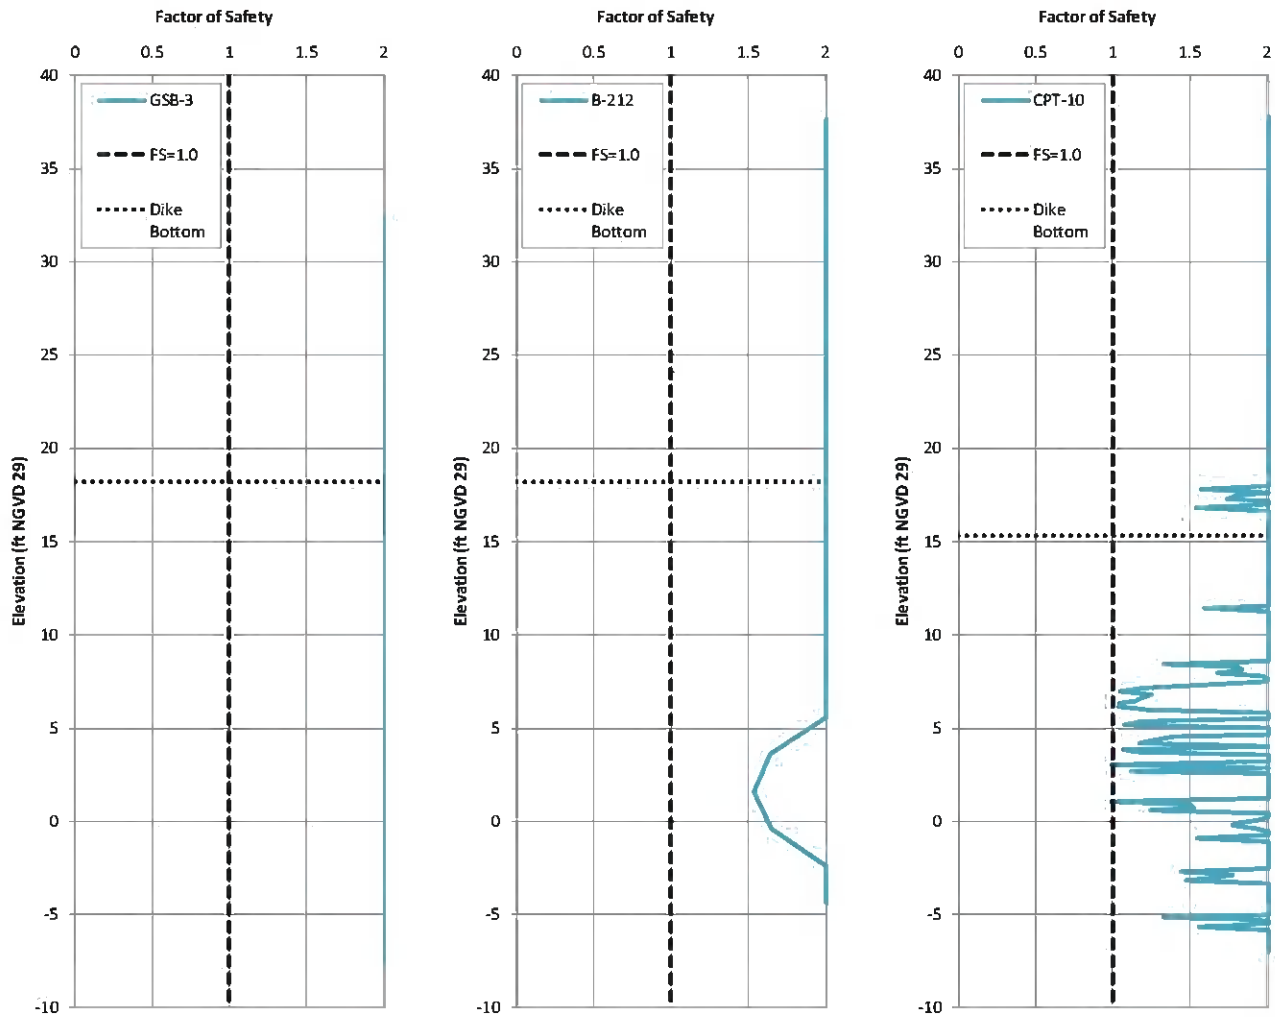 Factor of Safety
0 0.5 1 1.5 2
40
35
30
25
20
15
10
5
0
-5
-10
Elevation (ft NGVD 29)
GSB-3
FS=1.0
Dike
Bottom
Factor of Safety
0 0.5 1 1.5 2
40
35
30
25
20
15
10
5
0
-5
-10
Elevation (ft NGVD 29)
B-212
FS=1.0
Dike
Bottom
Factor of Safety
0 0.5 1 1.5 2
40
35
30
25
20
15
10
5
0
-5
-10
Elevation (ft NGVD 29)
CPT-10
FS=1.0
Dike
Bottom